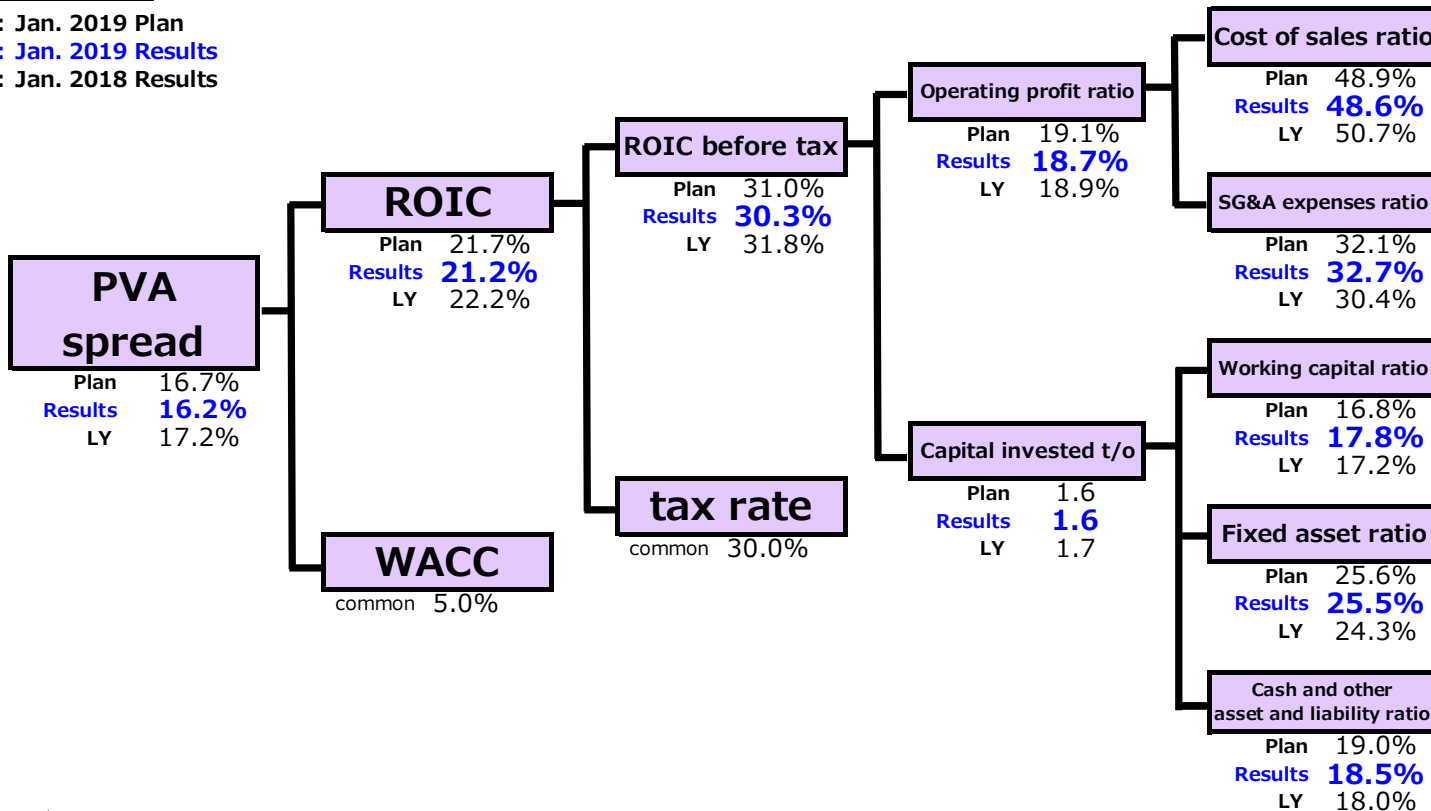 : Jan. 2019 Plan
: Jan. 2019 Results
: Jan. 2018 Results
PVA
spread
Plan 16.7%
Results 16.2%
LY 17.2%
ROIC
Plan 21.7%
Results 21.2%
LY 22.2%
WACC
common 5.0%
ROIC before tax
Plan 31.0%
Results 30.3%
LY 31.8%
tax rate
common 30.0%
Operating profit ratio
Plan 19.1%
Results 18.7%
LY 18.9%
Capital invested t/o
Plan 1.6
Results 1.6
LY 1.7
Cost of sales ratio
Plan 48.9%
Results 48.6%
LY 50.7%
SG&A expenses ratio
Plan 32.1%
Results 32.7%
LY 30.4%
Working capital ratio
Plan 16.8%
Results 17.8%
LY 17.2%
Fixed asset ratio
Plan 25.6%
Results 25.5%
LY 24.3%
Cash and other
asset and liability ratio
Plan 19.0%
Results 18.5%
LY 18.0%